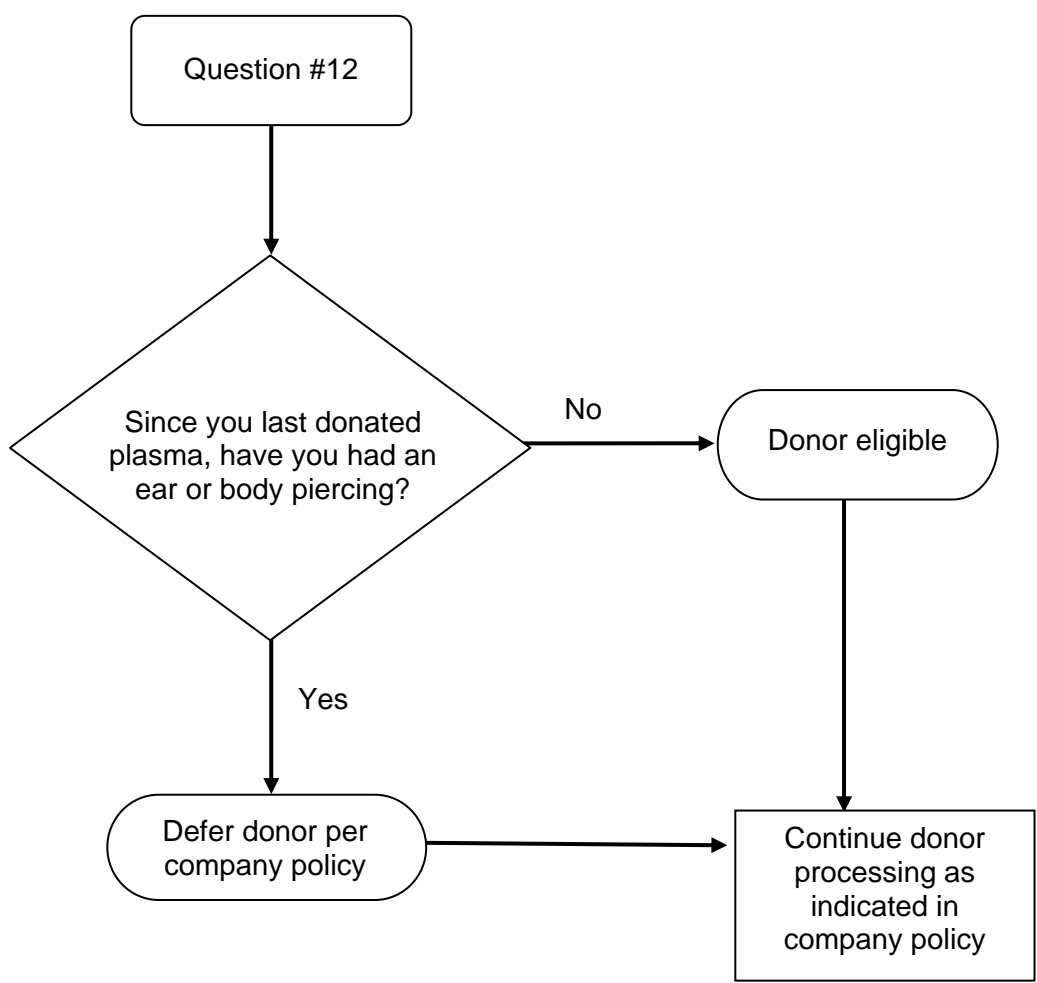 Question #12
Since you last donated
plasma, have you had an
ear or body piercing?
No
Donor eligible
Yes
Defer donor per
company policy
Continue donor
processing as
indicated in
company policy